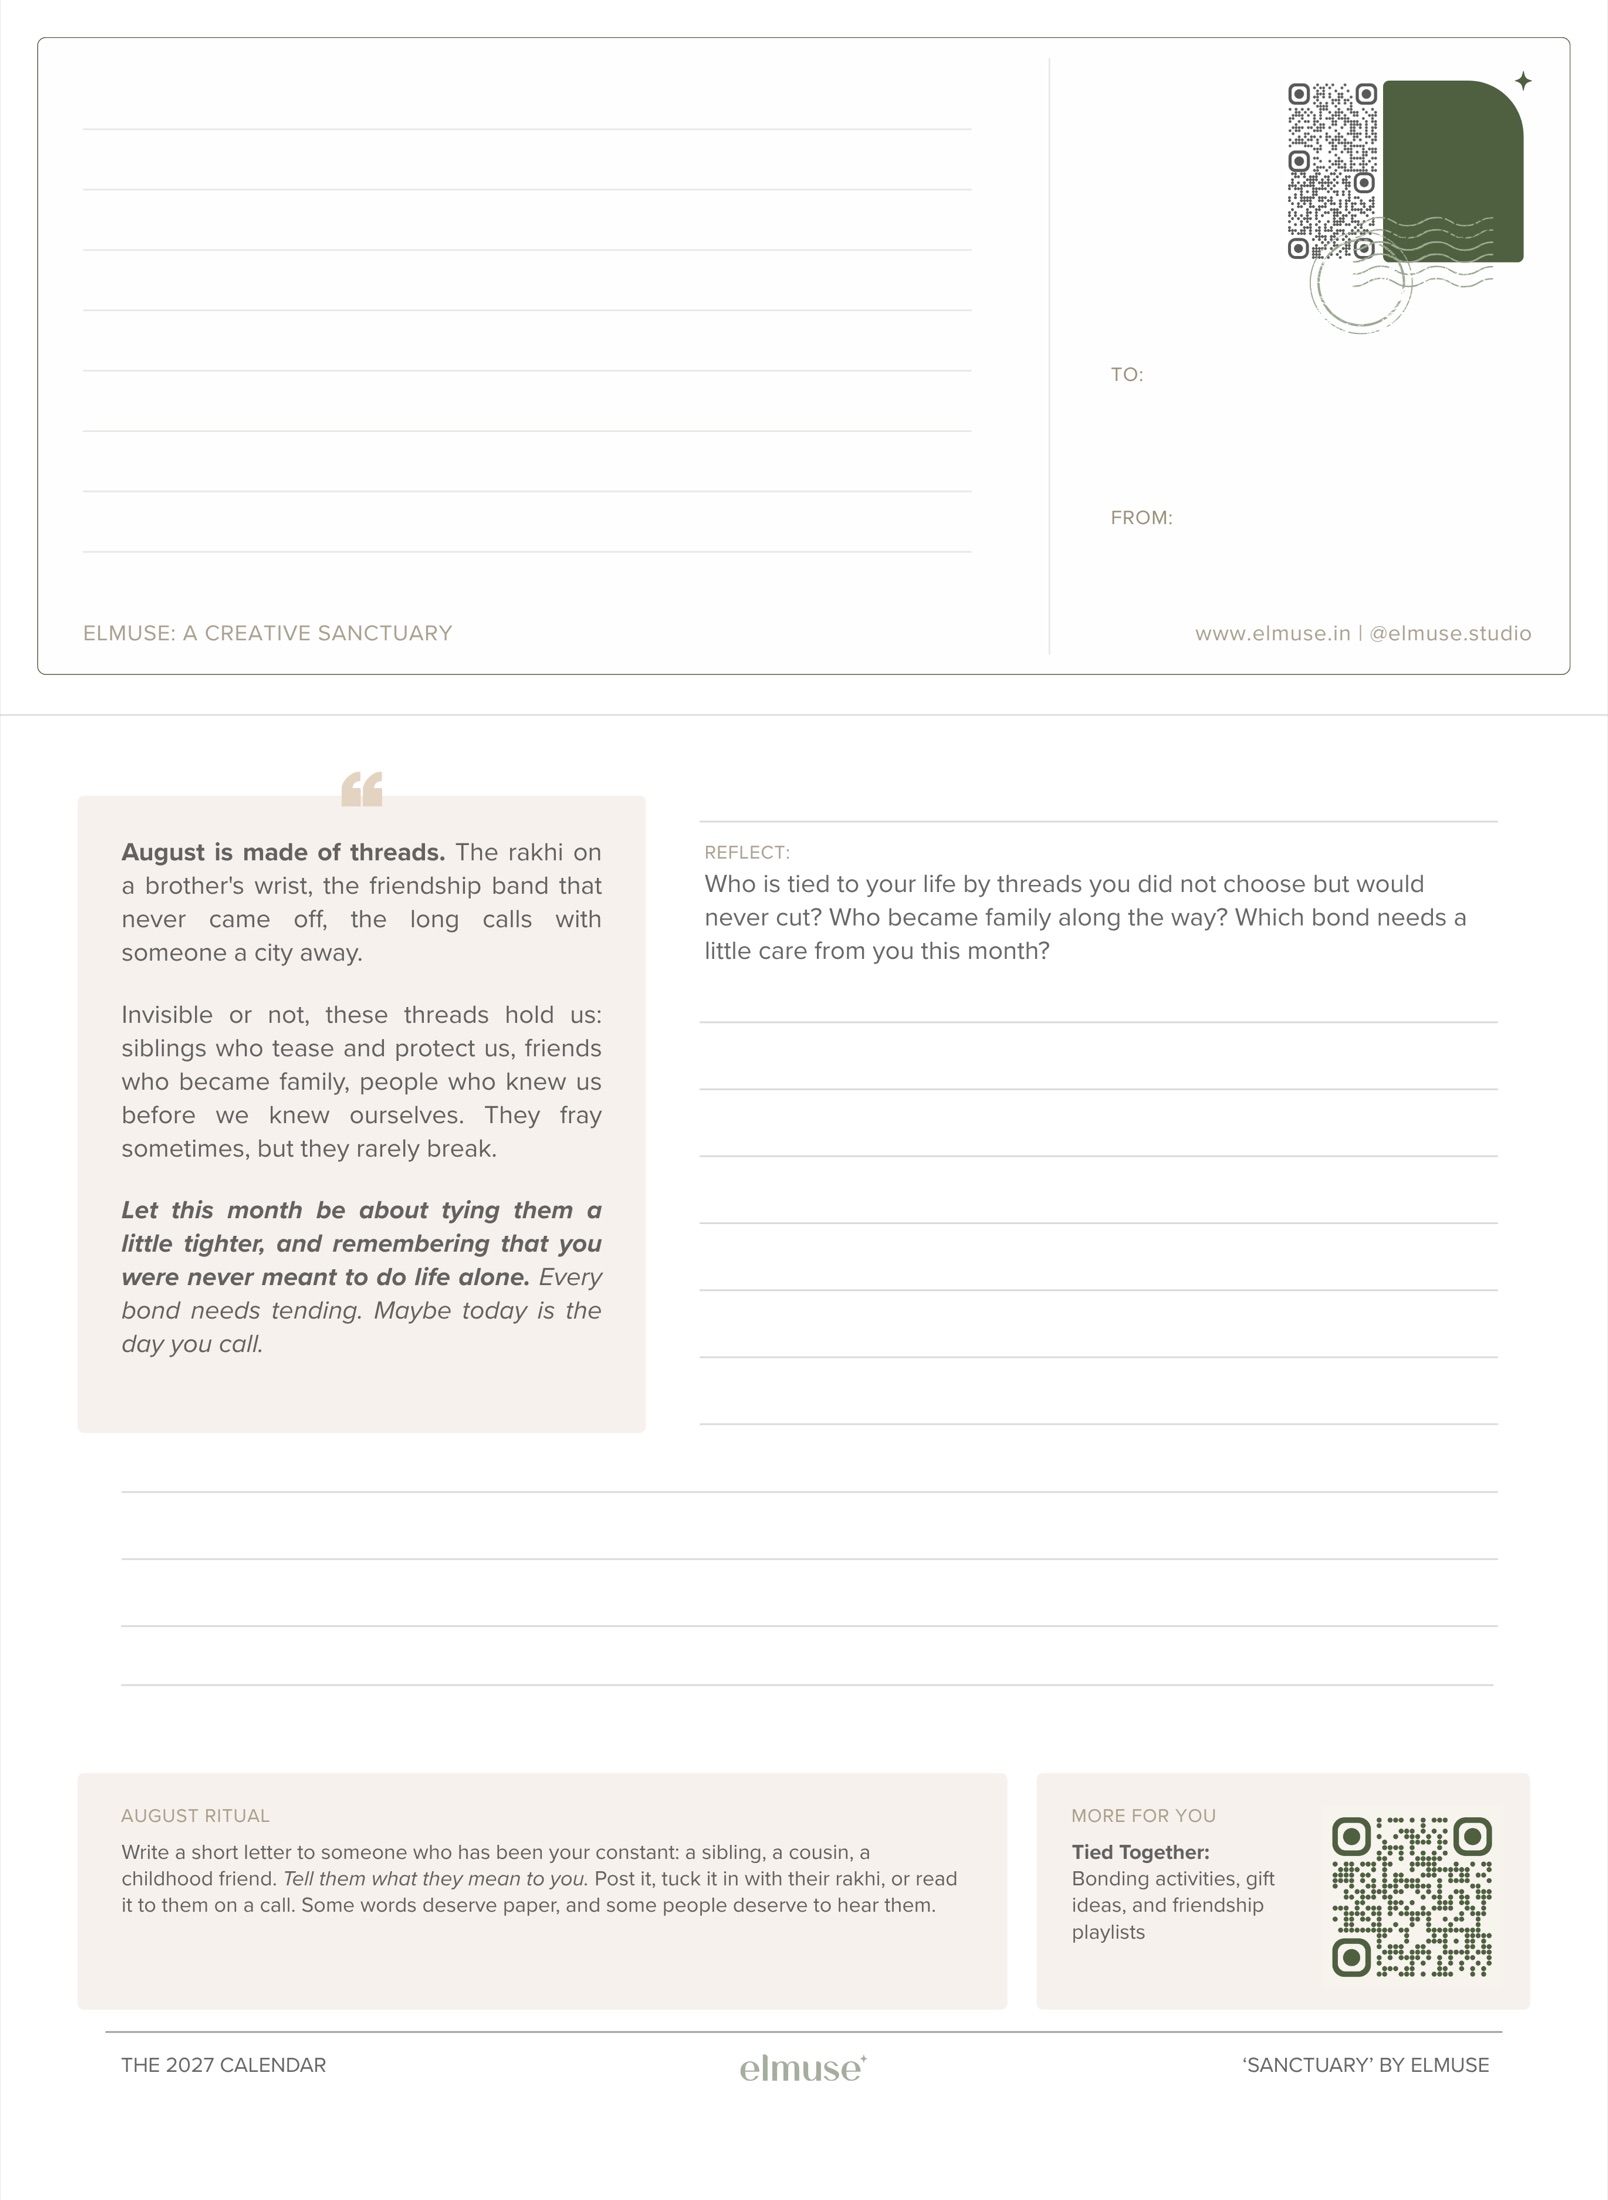 TO:
FROM:
ELMUSE: A CREATIVE SANCTUARY
www.elmuse.in | @elmuse.studio
August is made of threads. The rakhi on
a brother's wrist, the friendship band that
never came off, the long calls with
someone a city away.
Invisible or not, these threads hold us:
siblings who tease and protect us, friends
who became family, people who knew us
before we knew ourselves. They fray
sometimes, but they rarely break.
Let this month be about tying them a
little tighter, and remembering that you
were never meant to do life alone. Every
bond needs tending. Maybe today is the
day you call.
REFLECT:
Who is tied to your life by threads you did not choose but would
never cut? Who became family along the way? Which bond needs a
little care from you this month?
AUGUST RITUAL
Write a short letter to someone who has been your constant: a sibling, a cousin, a
childhood friend. Tell them what they mean to you. Post it, tuck it in with their rakhi, or read
it to them on a call. Some words deserve paper, and some people deserve to hear them.
MORE FOR YOU
Tied Together:
Bonding activities, gift
ideas, and friendship
playlists
THE 2027 CALENDAR
elmuse
‘SANCTUARY’ BY ELMUSE